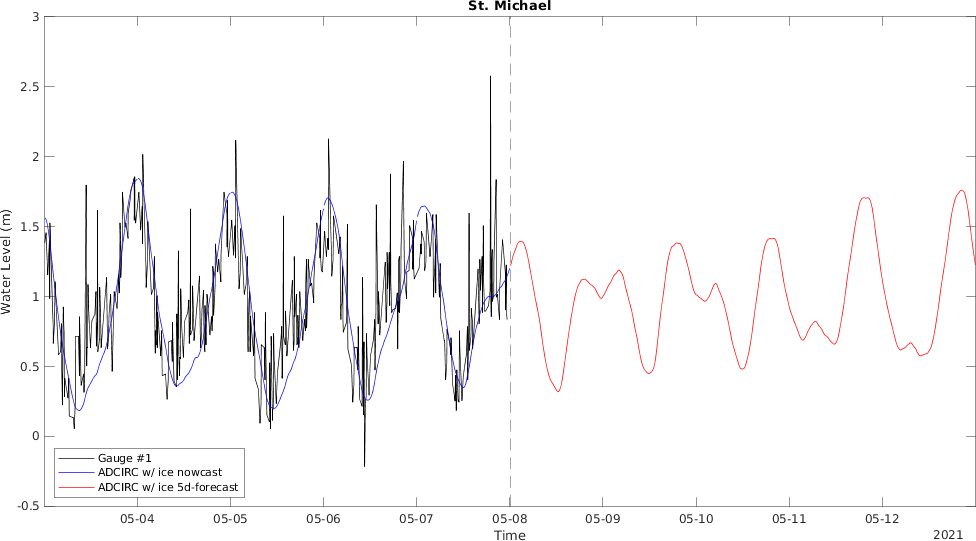 St. Michael
3
2.5
2
1.5
1
0.5
0
-0.5
Water Level (m)
Gauge #1
ADCIRC w/ ice nowcast
ADCIRC w/ ice 5d-forecast
05-04 05-05 05-06 05-07 05-08 05-09 05-10 05-11 05-12
Time
2021